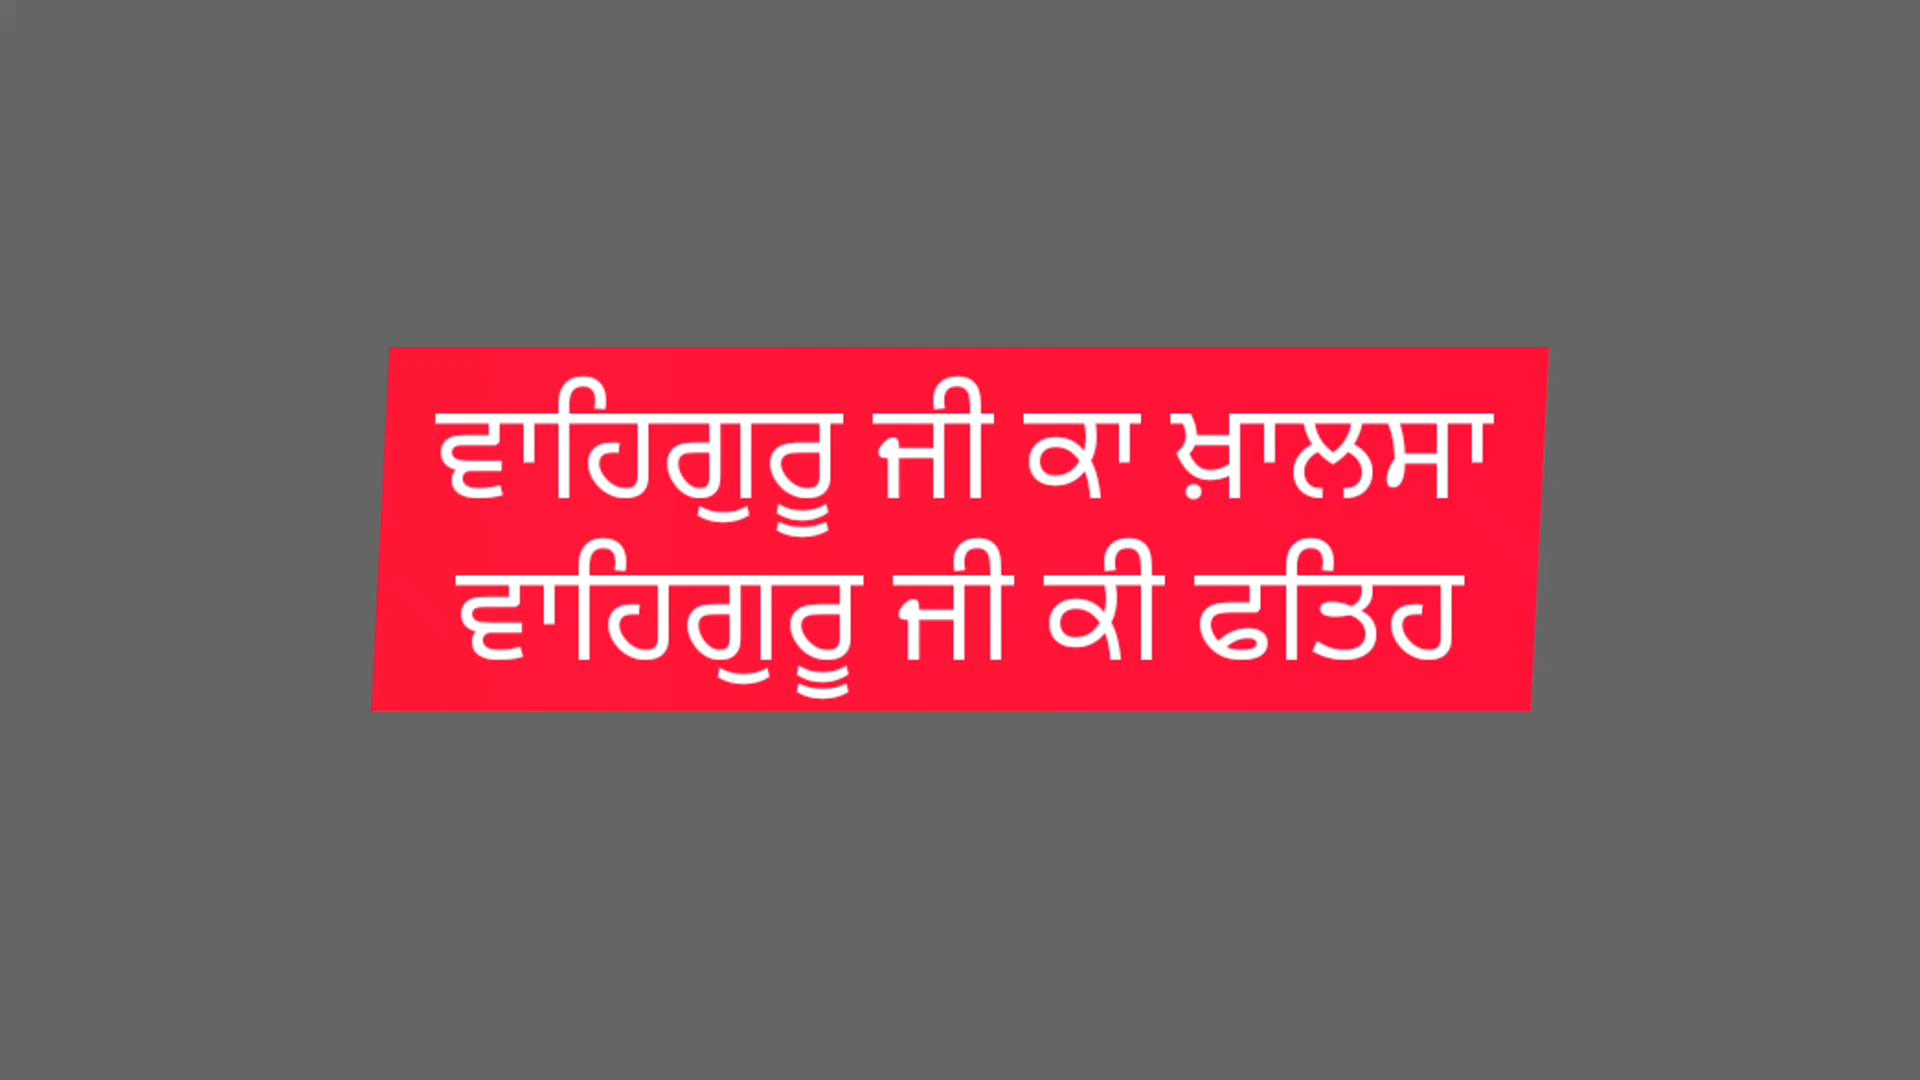 ਵਾਹਿਗੁਰੂ ਜੀ ਕਾ ਖ਼ਾਲਸਾ
ਵਾਹਿਗੁਰੂ ਜੀ ਕੀ ਫਤਿਹ